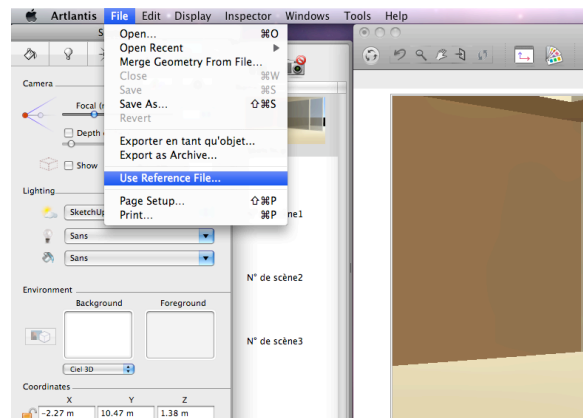 Artlantis File Edit Display Inspector Windows Tools Help
Open... ⌘O
Open Recent
Merge Geometry From File...
Close ⌘W
Save ⌘S
Save As... ⇧⌘S
Revert
Exporter en tant qu'objet...
Export as Archive...
Use Reference File...
Page Setup... ⇧⌘P
Print... ⌘P
S
Camera
Focal (
Depth
Show
Lighting
SketchUp
Sans
Sans
Environment
Background Foreground
Ciel 3D
Coordinates
X Y Z
-2.27 m 10.47 m 1.38 m
ne1
N° de scène2
N° de scène3